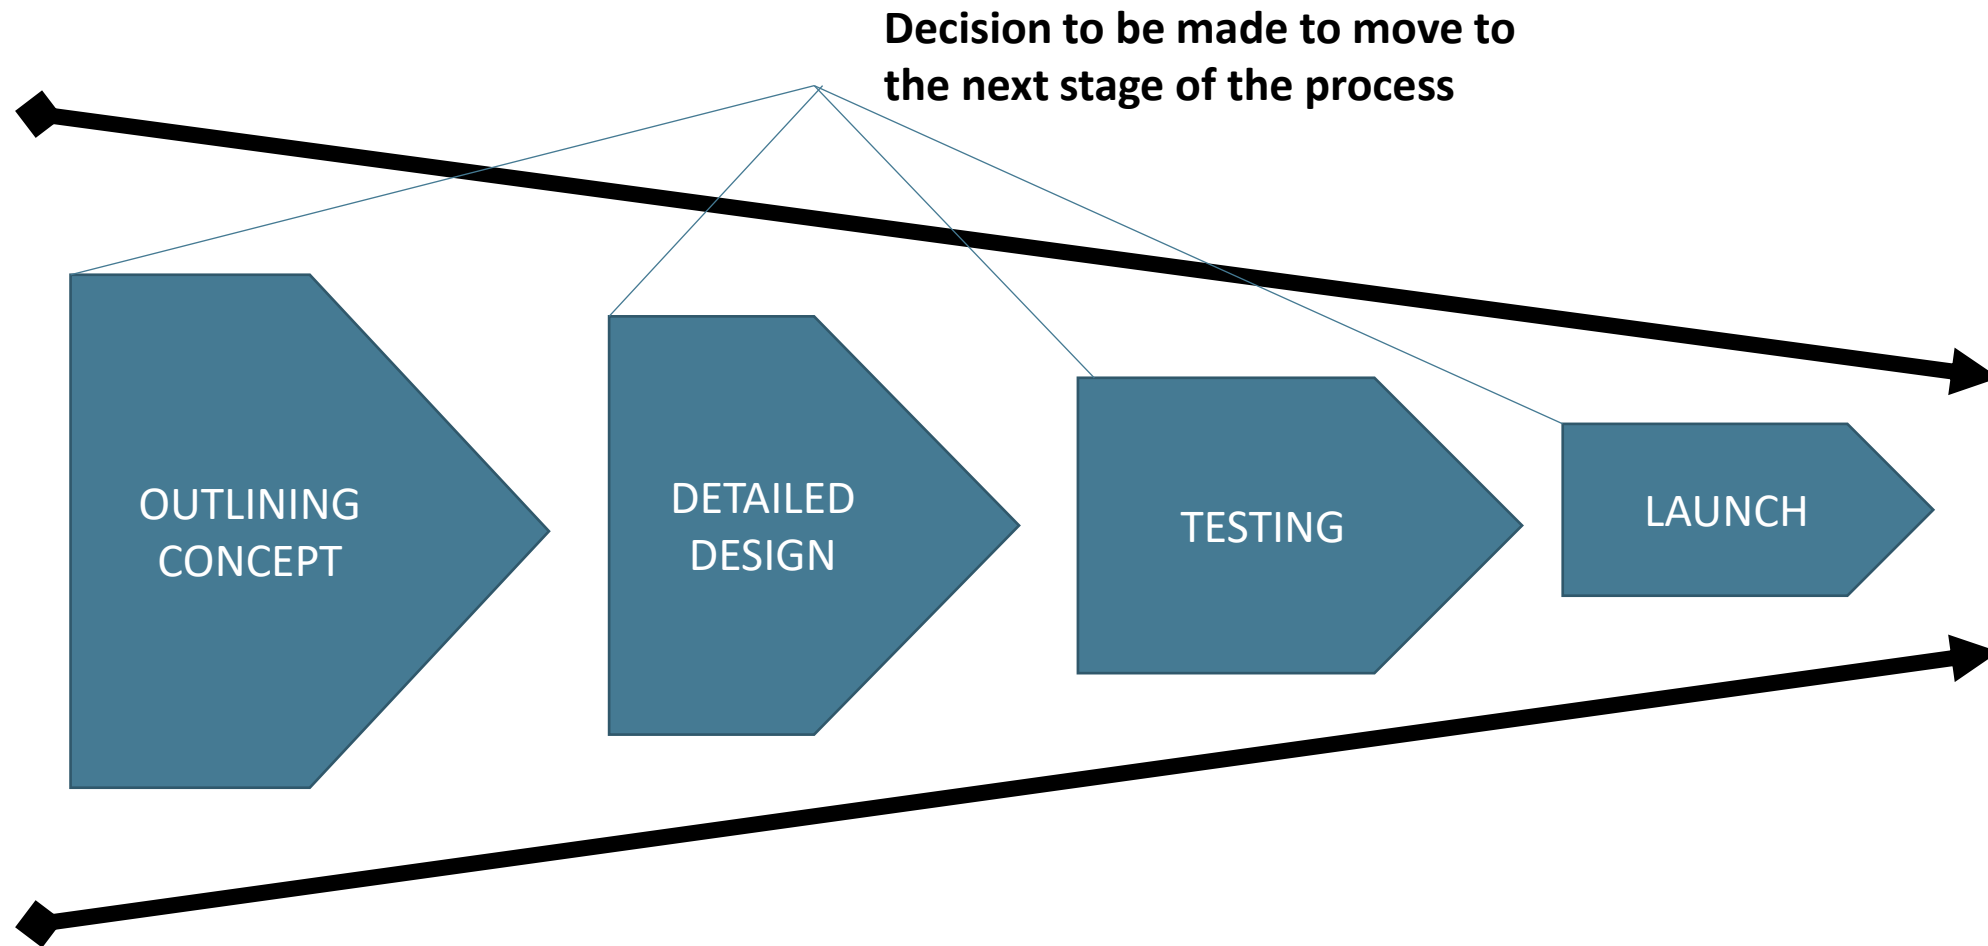 Decision to be made to move to
the next stage of the process
OUTLINING
CONCEPT
DETAILED
DESIGN
TESTING
LAUNCH